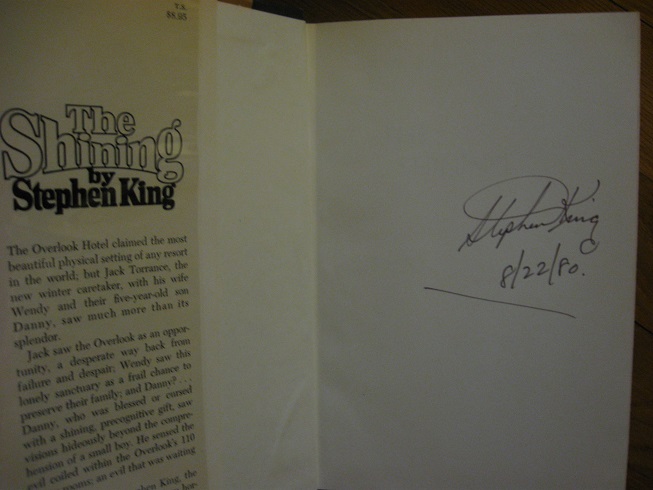 T.S.
$8.95
The
Shining
by
Stephen King
The Overlook Hotel claimed the most
beautiful physical setting of any resort
in the world; but Jack Torrance, the
new winter caretaker, with his wife
Wendy and their five-year-old son
Danny, saw much more than its
splendor.
Jack saw the Overlook as an oppor-
tunity, a desperate way back from
failure and despair; Wendy saw this
lonely sanctuary as a frail chance to
preserve their family; and Danny? . . .
Danny, who was blessed or cursed
with a shining, precognitive gift, saw
visions hideously beyond the compre-
hension of a small boy. He sensed the
evil coiled within the Overlook's 110
rooms; an evil that was waiting
Stephen King, the
Stephen King
8/22/80.